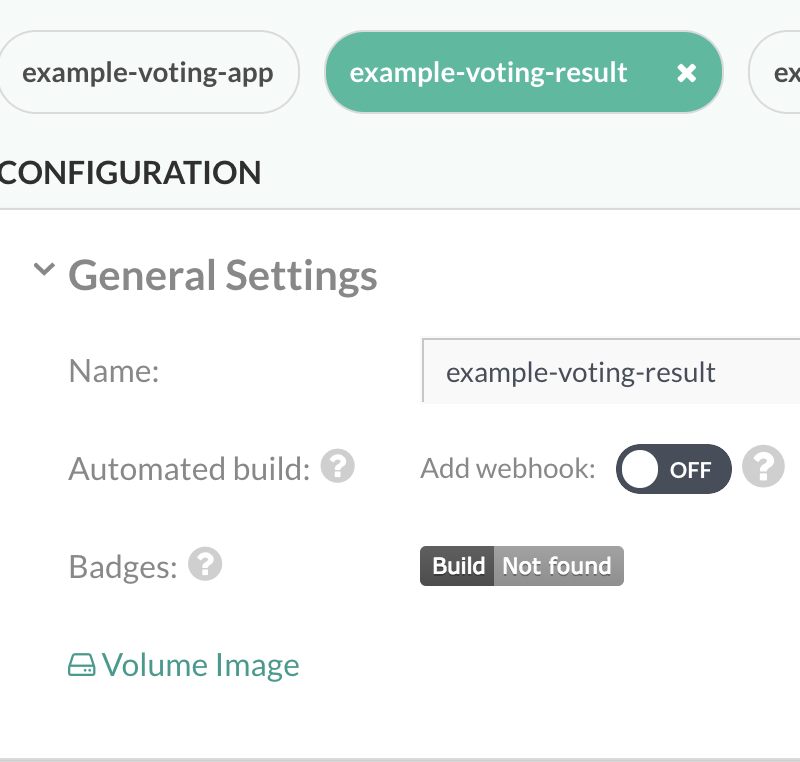 example-voting-app example-voting-result ex
CONFIGURATION
General Settings
Name: example-voting-result
Automated build: ? Add webhook: OFF ?
Badges: ? Build Not found
Volume Image